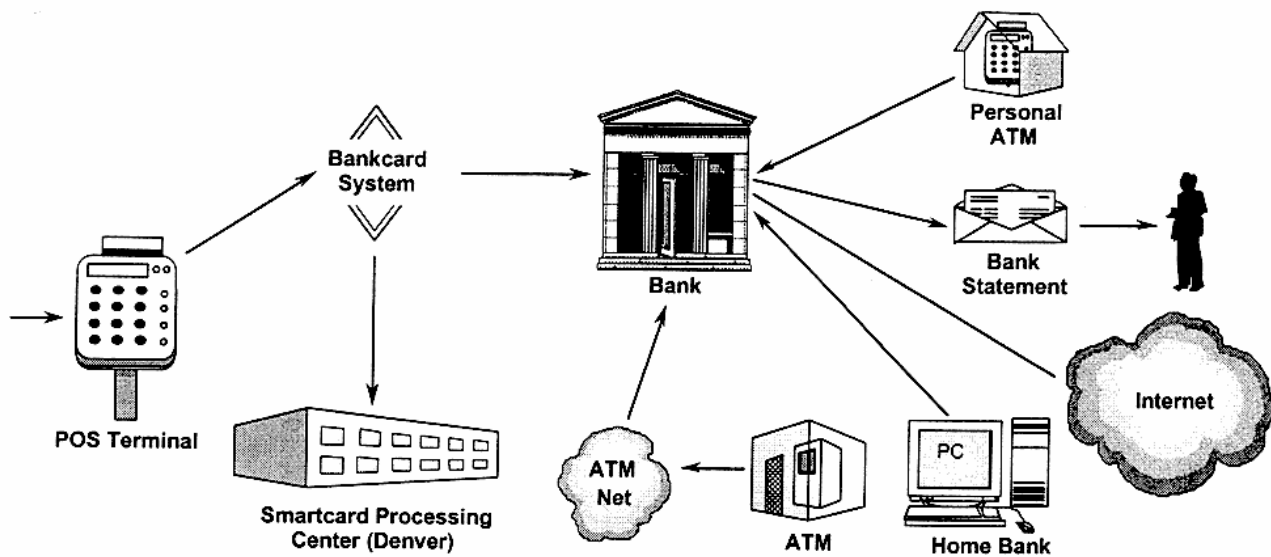 Personal
ATM
Bankcard
System
Bank
Bank
Statement
POS Terminal
Internet
PC
ATM
Net
Smartcard Processing
Center (Denver)
ATM
Home Bank